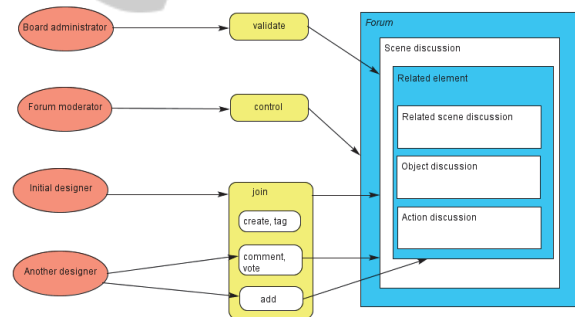 Board administrator
validate
Forum
Scene discussion
Related element
Related scene discussion
Forum moderator
control
Object discussion
Initial designer
join
Action discussion
create, tag
Another designer
comment,
vote
add